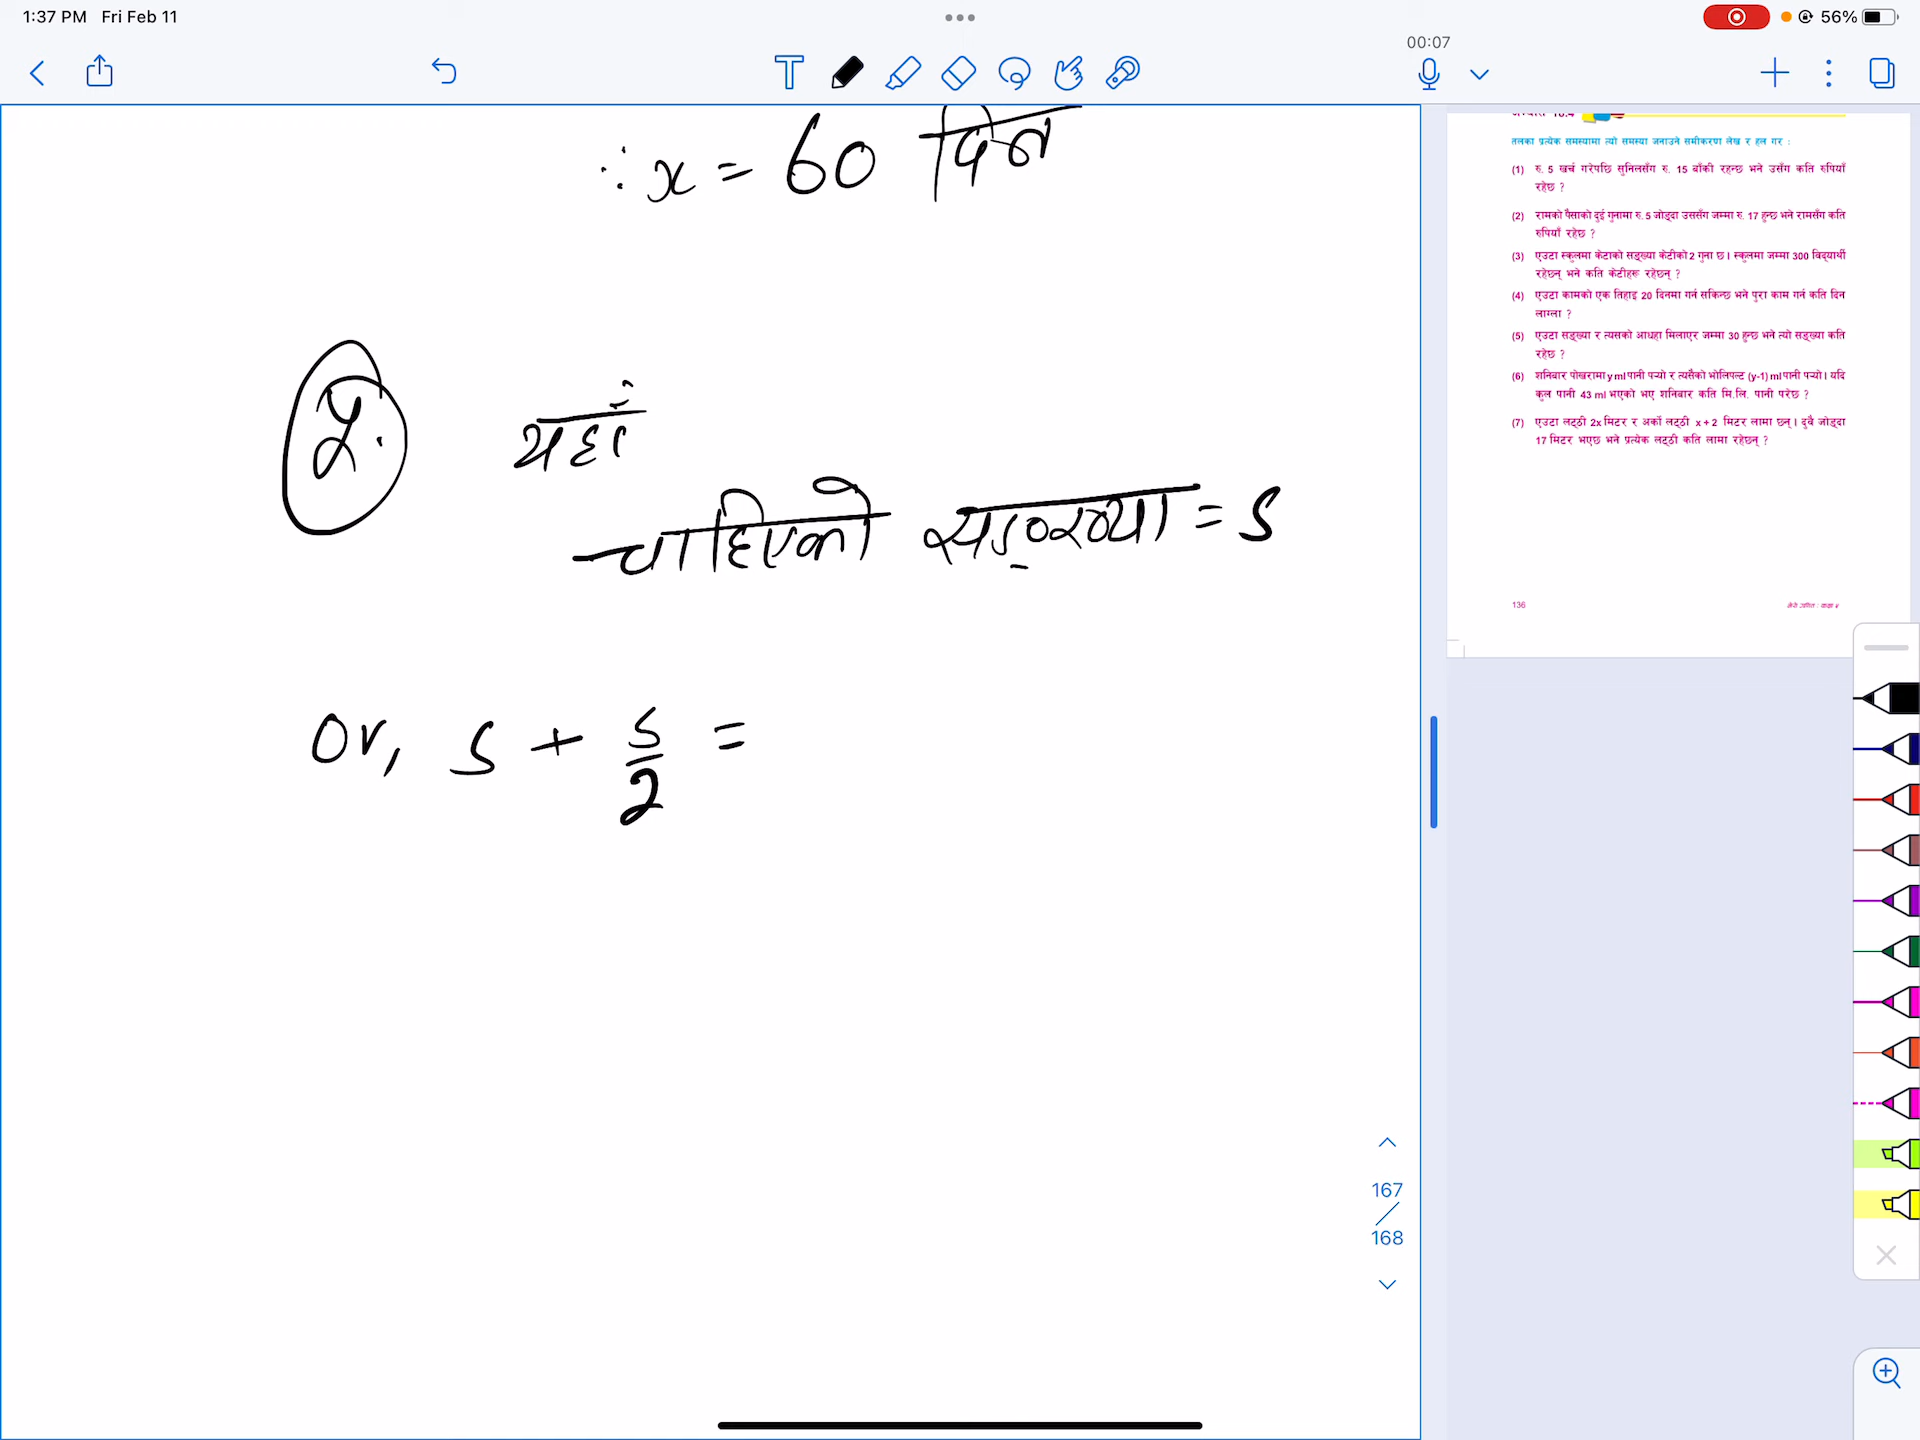 1:37 PM Fri Feb 11
56%
00:07
∴ x = 60 दिन
५.
यहाँ
चाहिएको सङ्ख्या = s
or, s + s/2 =
तलका प्रत्येक समस्यामा त्यो समस्या जनाउने समीकरण लेख र हल गर :
(1) रु. 5 खर्च गरेपछि सुनिलसँग रु. 15 बाँकी रहन्छ भने उसँग कति रुपियाँ
रहेछ ?
(2) रामको पैसाको दुई गुनामा रु. 5 जोड्दा उससँग जम्मा रु. 17 हुन्छ भने रामसँग कति
रुपियाँ रहेछ ?
(3) एउटा स्कुलमा केटाको सङ्ख्या केटीको 2 गुना छ। स्कुलमा जम्मा 300 विद्यार्थी
रहेछन् भने कति केटीहरू रहेछन् ?
(4) एउटा कामको एक तिहाइ 20 दिनमा गर्न सकिन्छ भने पुरा काम गर्न कति दिन
लाग्ला ?
(5) एउटा सङ्ख्या र त्यसको आधहा मिलाएर जम्मा 30 हुन्छ भने त्यो सङ्ख्या कति
रहेछ ?
(6) शनिबार पोखरामा y ml पानी पऱ्यो र त्यसैको भोलिपल्ट (y-1) ml पानी पऱ्यो। यदि
कुल पानी 43 ml भएको भए शनिबार कति मि.लि. पानी परेछ ?
(7) एउटा लट्ठी 2x मिटर र अर्को लट्ठी x + 2 मिटर लामा छन्। दुवै जोड्दा
17 मिटर भएछ भने प्रत्येक लट्ठी कति लामा रहेछन् ?
136
167
168